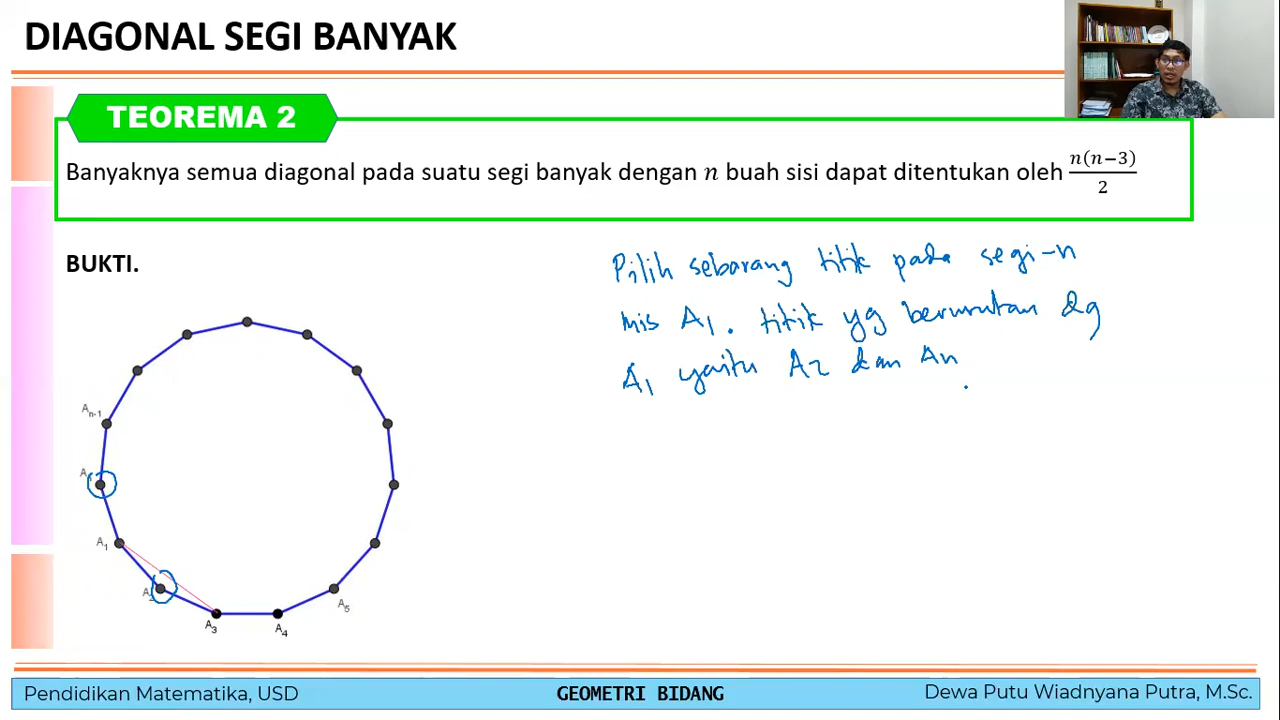 DIAGONAL SEGI BANYAK
TEOREMA 2
Banyaknya semua diagonal pada suatu segi banyak dengan n buah sisi dapat ditentukan oleh n(n−3)/2
BUKTI.
Pilih sebarang titik pada segi-n
mis A1. titik yg berurutan dg
A1 yaitu A2 dan An
An-1
A1
A2
A3
A4
A5
Pendidikan Matematika, USD
GEOMETRI BIDANG
Dewa Putu Wiadnyana Putra, M.Sc.